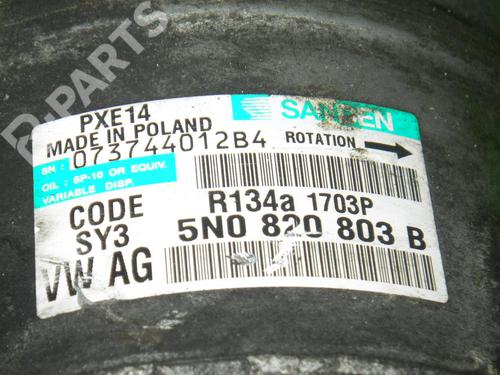 B-PARTS
PXE14
SANDEN
MADE IN POLAND
ROTATION
SN : 073744012B4
OIL : SP-10 OR EQUIV.
VARIABLE DISP.
CODE
R134a 1703P
SY3
5N0 820 803 B
VW AG